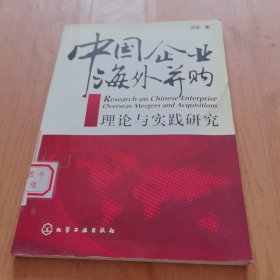 中国企业
海外并购
Research on Chinese Enterprise
Overseas Mergers and Acquisitions
理论与实践研究
化学工业出版社